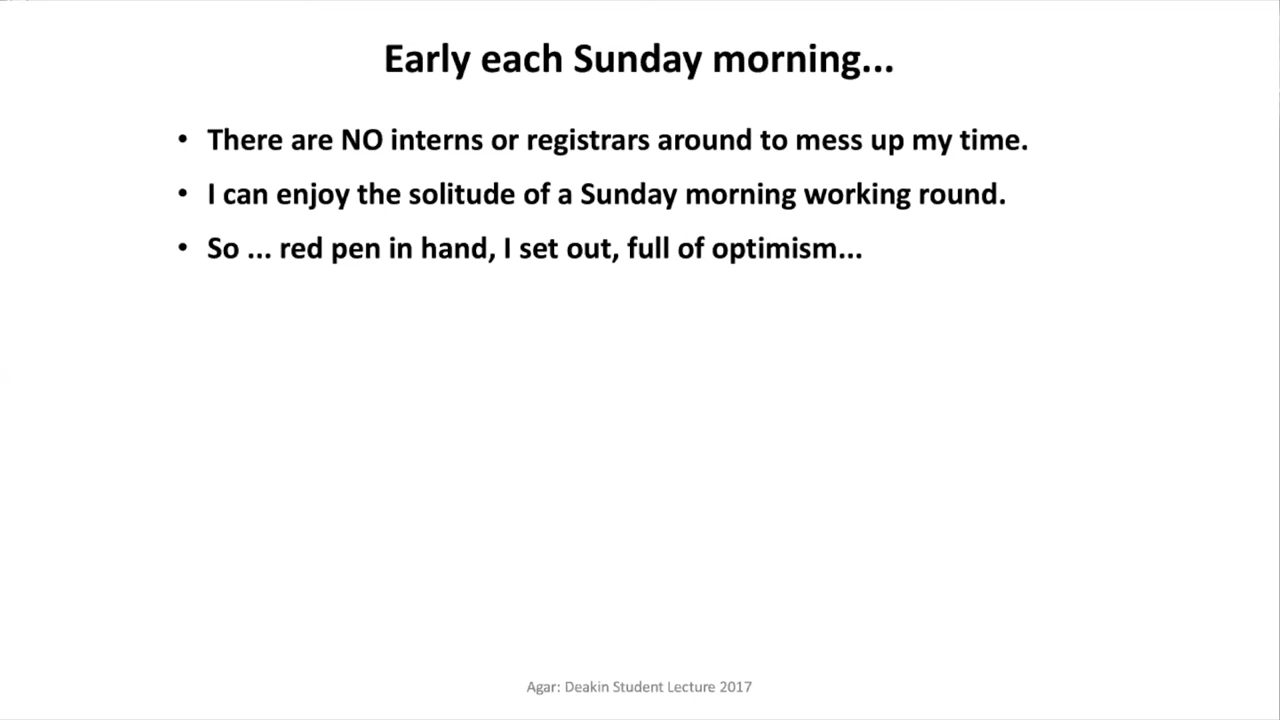 Early each Sunday morning...
• There are NO interns or registrars around to mess up my time.
• I can enjoy the solitude of a Sunday morning working round.
• So ... red pen in hand, I set out, full of optimism...
Agar: Deakin Student Lecture 2017